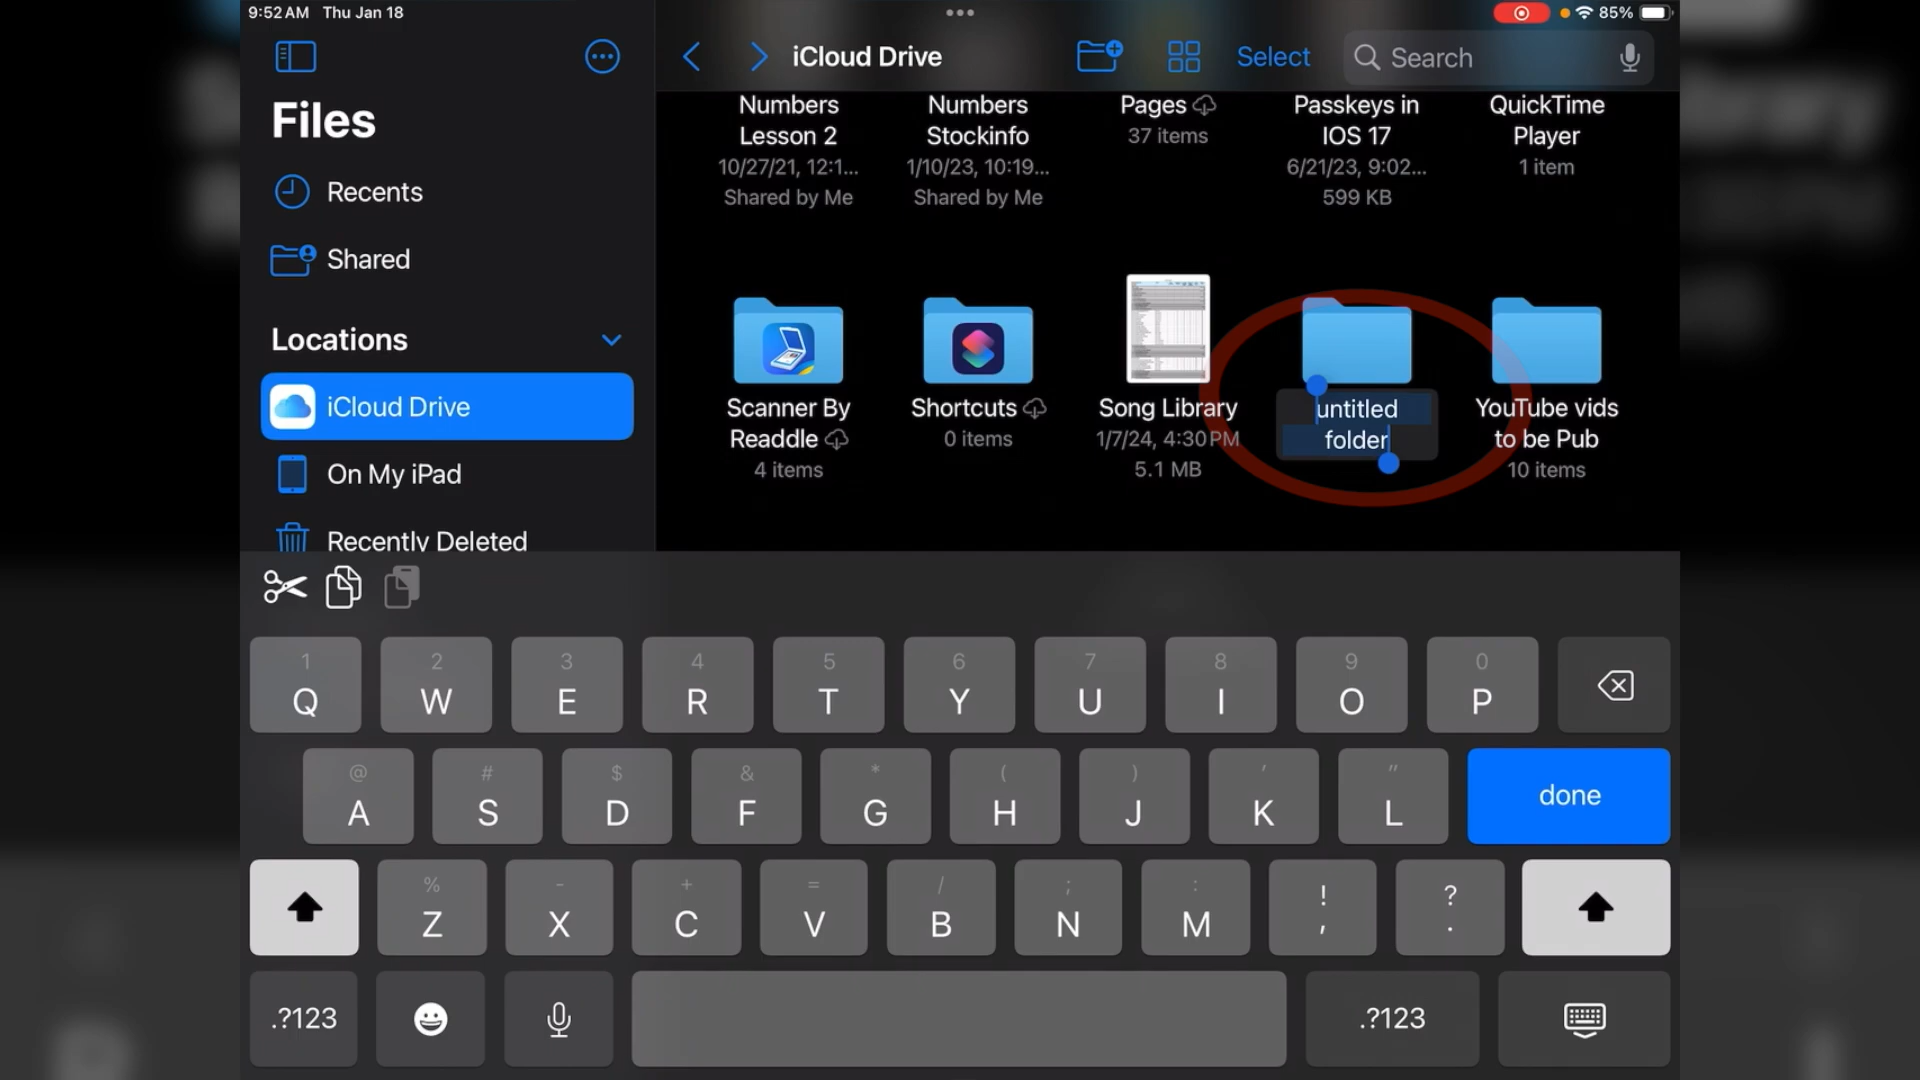 9:52 AM Thu Jan 18
85%
Files
Recents
Shared
Locations
iCloud Drive
On My iPad
Recently Deleted
iCloud Drive
Select
Search
Numbers
Lesson 2
10/27/21, 12:1...
Shared by Me
Numbers
Stockinfo
1/10/23, 10:19...
Shared by Me
Pages
37 items
Passkeys in
IOS 17
6/21/23, 9:02...
599 KB
QuickTime
Player
1 item
Scanner By
Readdle
4 items
Shortcuts
0 items
Song Library
1/7/24, 4:30 PM
5.1 MB
untitled
folder
YouTube vids
to be Pub
10 items
1 2 3 4 5 6 7 8 9 0
Q W E R T Y U I O P
@ # $ & * ( ) ' "
A S D F G H J K L
done
% - + = / ; : ! ?
Z X C V B N M , .
.?123
.?123